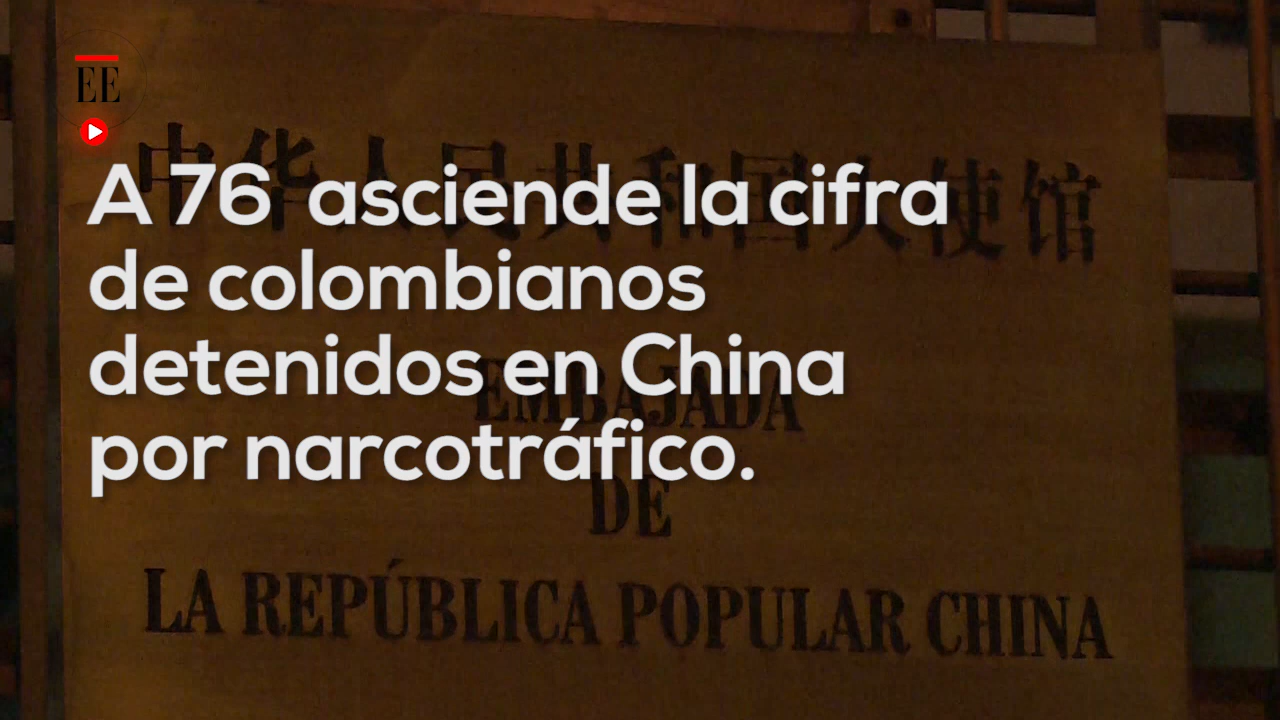 EE
中华人民共和国大使馆
A 76 asciende la cifra
de colombianos
detenidos en China
por narcotráfico.
EMBAJADA
DE
LA REPÚBLICA POPULAR CHINA